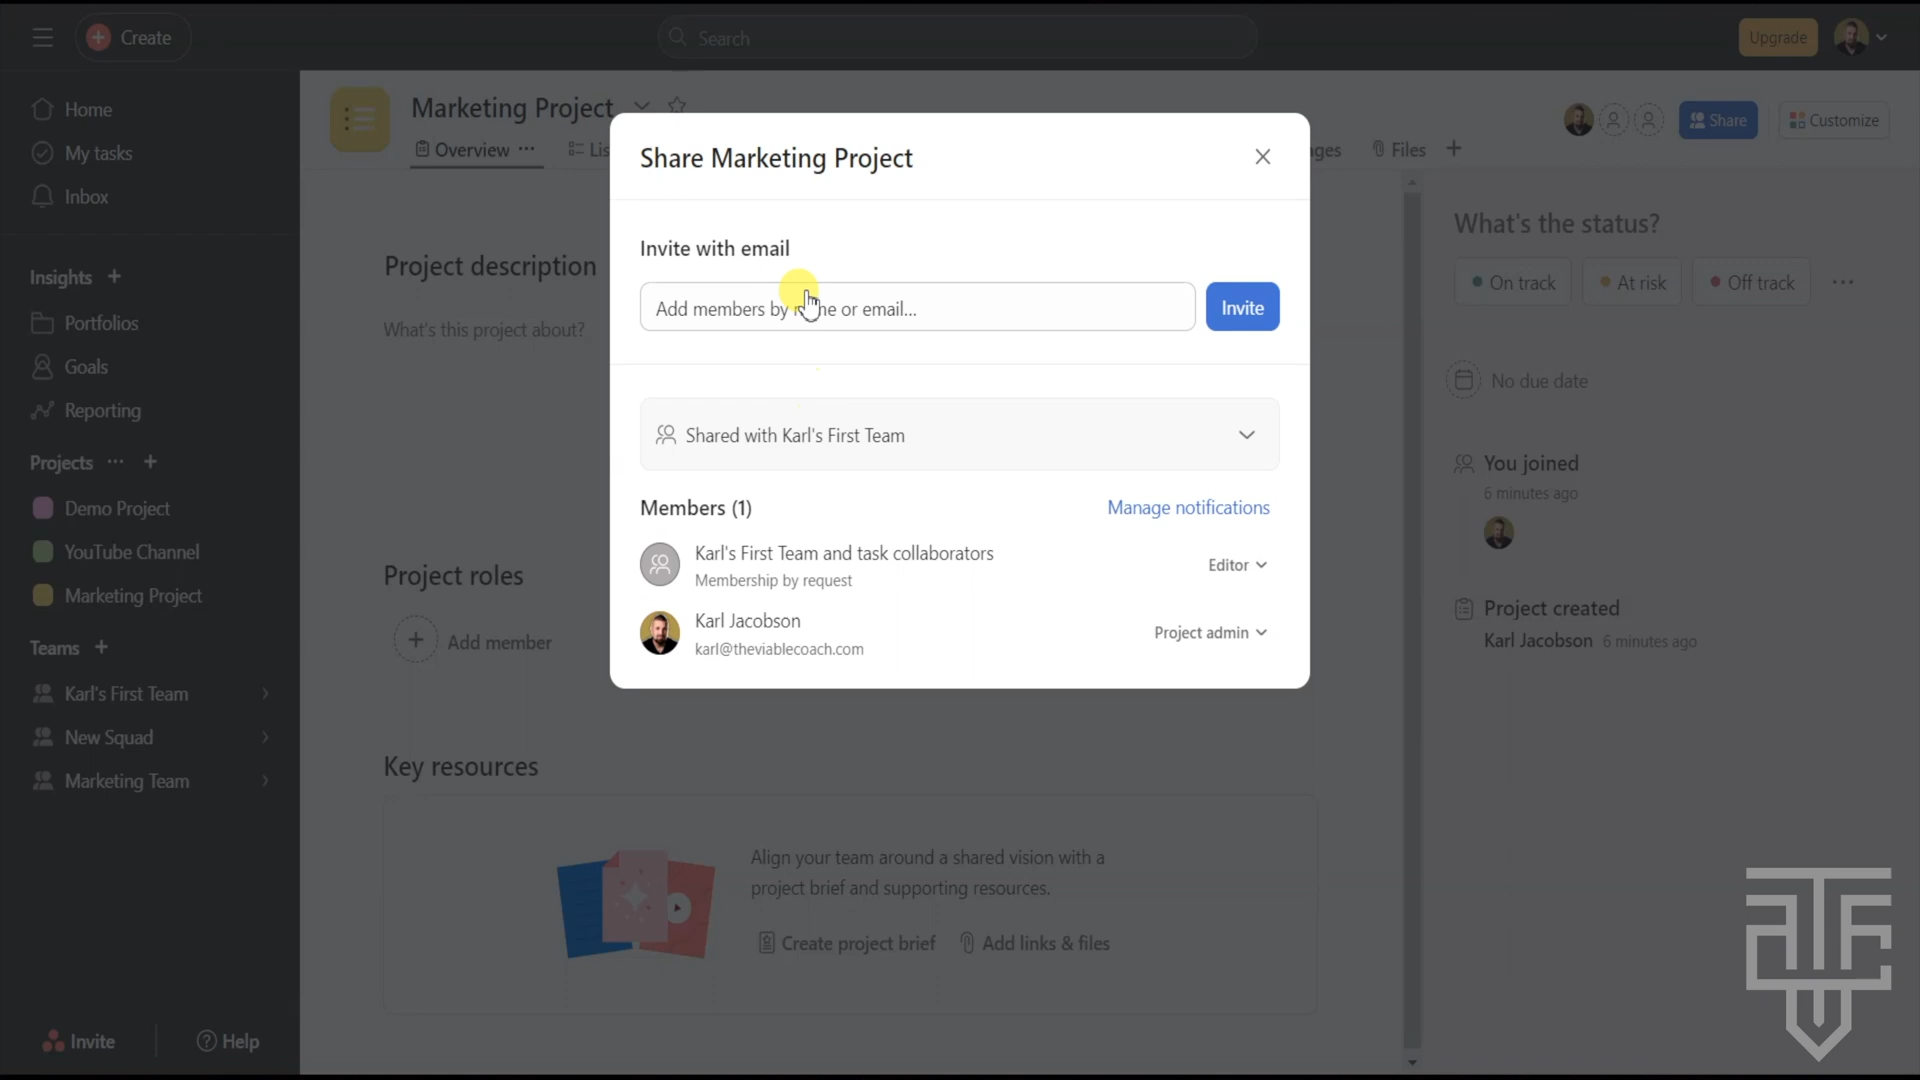 Create
Search
Upgrade
Home
My tasks
Inbox
Insights
Portfolios
Goals
Reporting
Projects
Demo Project
YouTube Channel
Marketing Project
Teams
Karl's First Team
New Squad
Marketing Team
Invite
Help
Marketing Project
Overview
Files
Share
Customize
Project description
What's this project about?
Project roles
Add member
Key resources
Align your team around a shared vision with a
project brief and supporting resources.
Create project brief
Add links & files
Share Marketing Project
Invite with email
Add members by or email...
Invite
Shared with Karl's First Team
Members (1)
Manage notifications
Karl's First Team and task collaborators
Membership by request
Editor
Karl Jacobson
karl@theviablecoach.com
Project admin
What's the status?
On track
At risk
Off track
No due date
You joined
6 minutes ago
Project created
Karl Jacobson 6 minutes ago